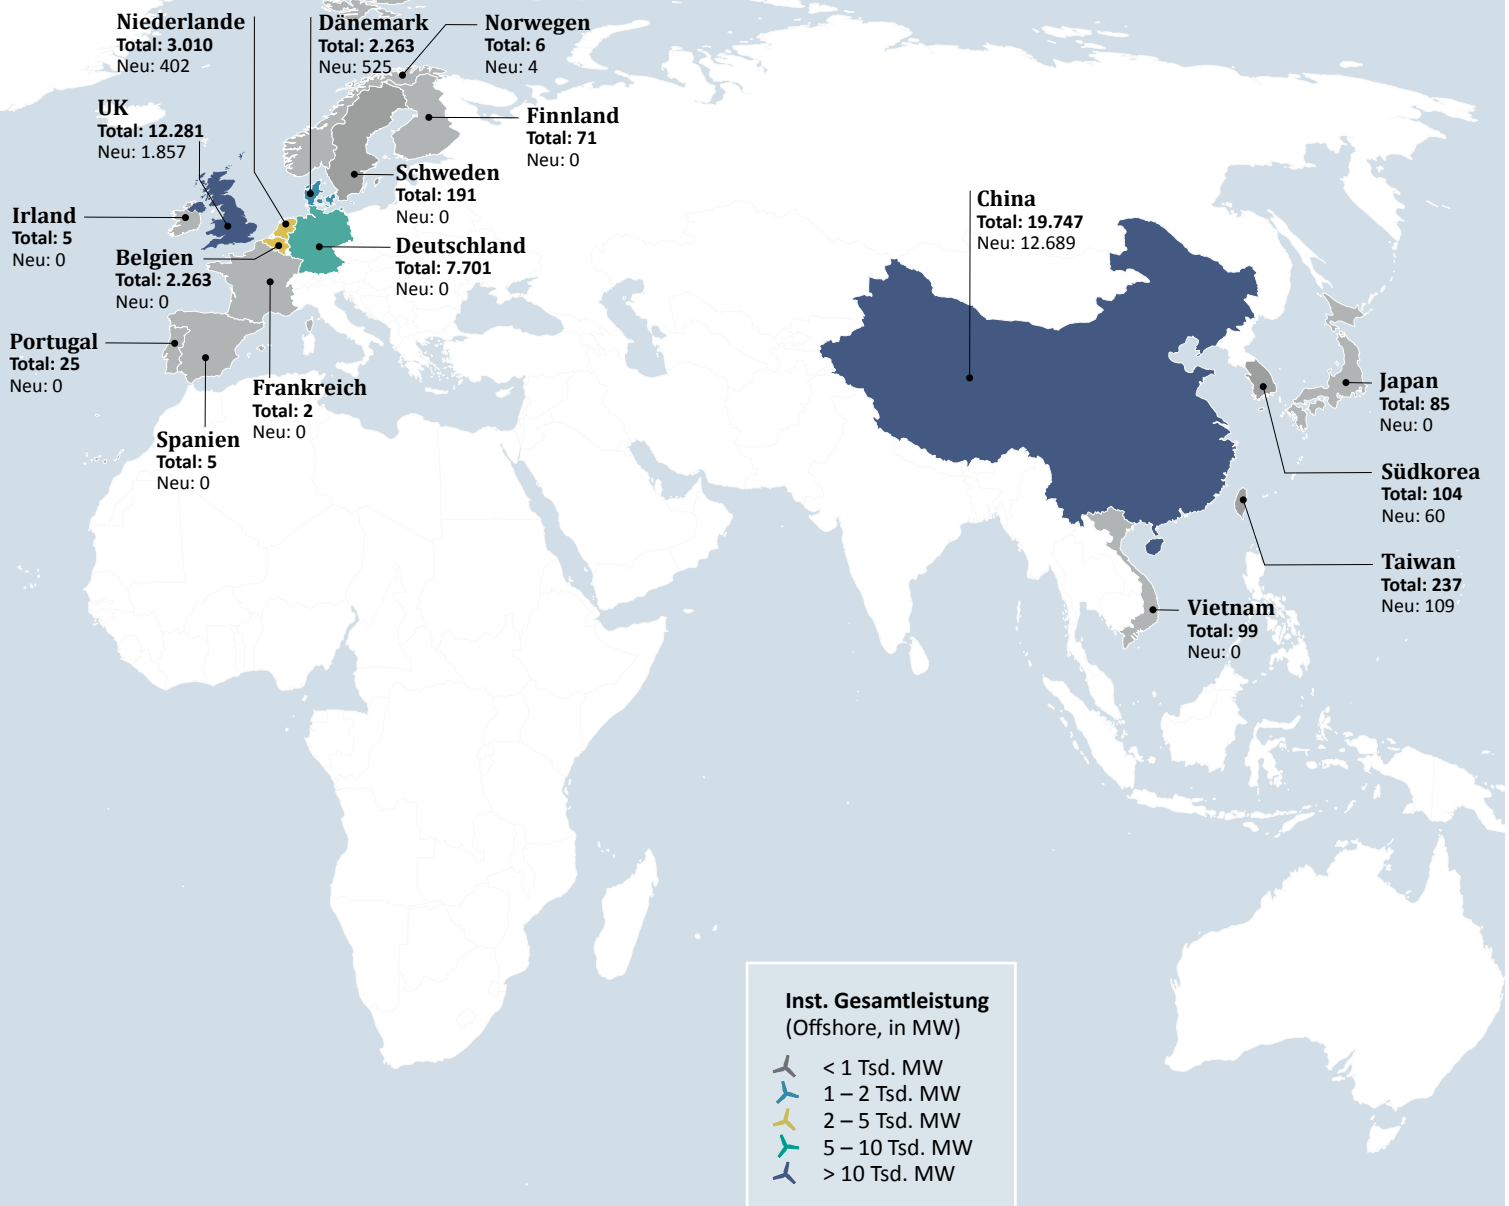 Niederlande
Total: 3.010
Neu: 402
Dänemark
Total: 2.263
Neu: 525
Norwegen
Total: 6
Neu: 4
UK
Total: 12.281
Neu: 1.857
Finnland
Total: 71
Neu: 0
Schweden
Total: 191
Neu: 0
Irland
Total: 5
Neu: 0
Belgien
Total: 2.263
Neu: 0
Deutschland
Total: 7.701
Neu: 0
China
Total: 19.747
Neu: 12.689
Portugal
Total: 25
Neu: 0
Frankreich
Total: 2
Neu: 0
Spanien
Total: 5
Neu: 0
Japan
Total: 85
Neu: 0
Südkorea
Total: 104
Neu: 60
Taiwan
Total: 237
Neu: 109
Vietnam
Total: 99
Neu: 0
Inst. Gesamtleistung
(Offshore, in MW)
< 1 Tsd. MW
1 – 2 Tsd. MW
2 – 5 Tsd. MW
5 – 10 Tsd. MW
> 10 Tsd. MW